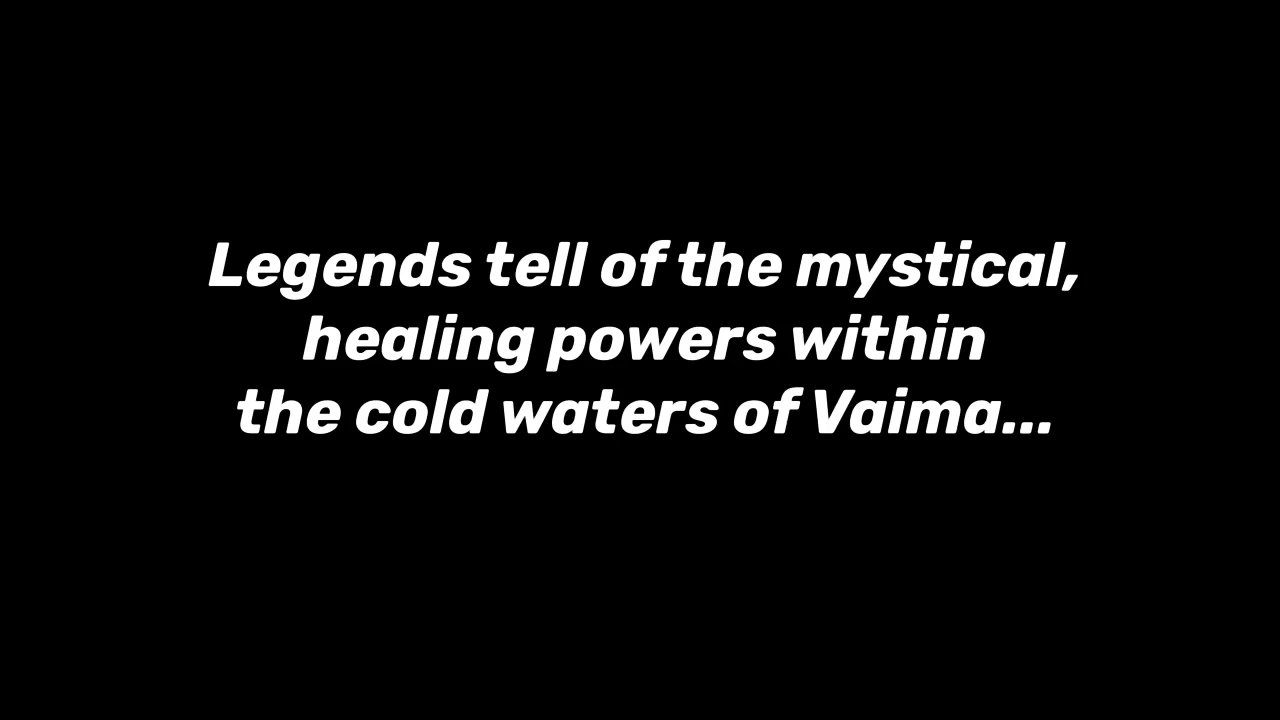 Legends tell of the mystical,
healing powers within
the cold waters of Vaima...